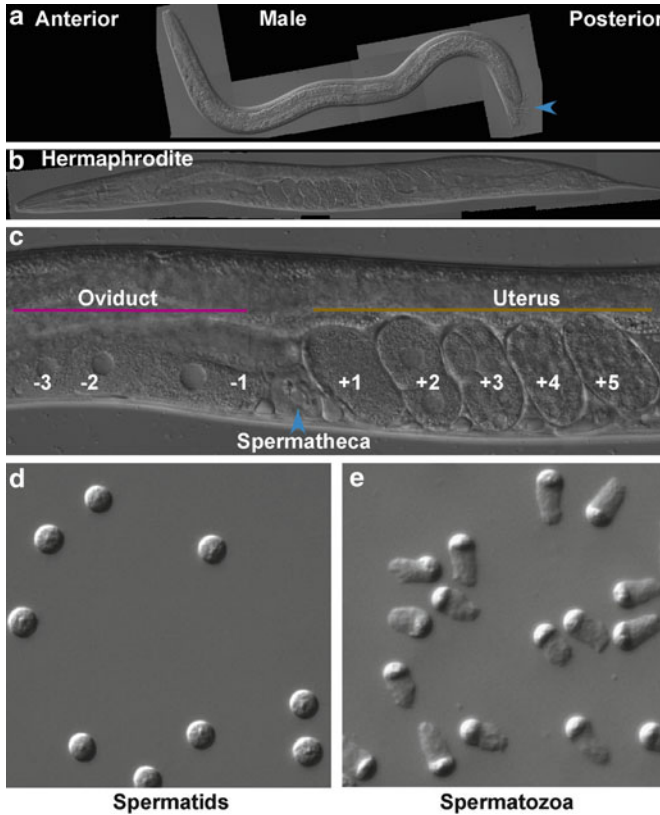 a Anterior Male Posterior
b Hermaphrodite
c
Oviduct Uterus
-3 -2 -1 +1 +2 +3 +4 +5
Spermatheca
d e
Spermatids Spermatozoa